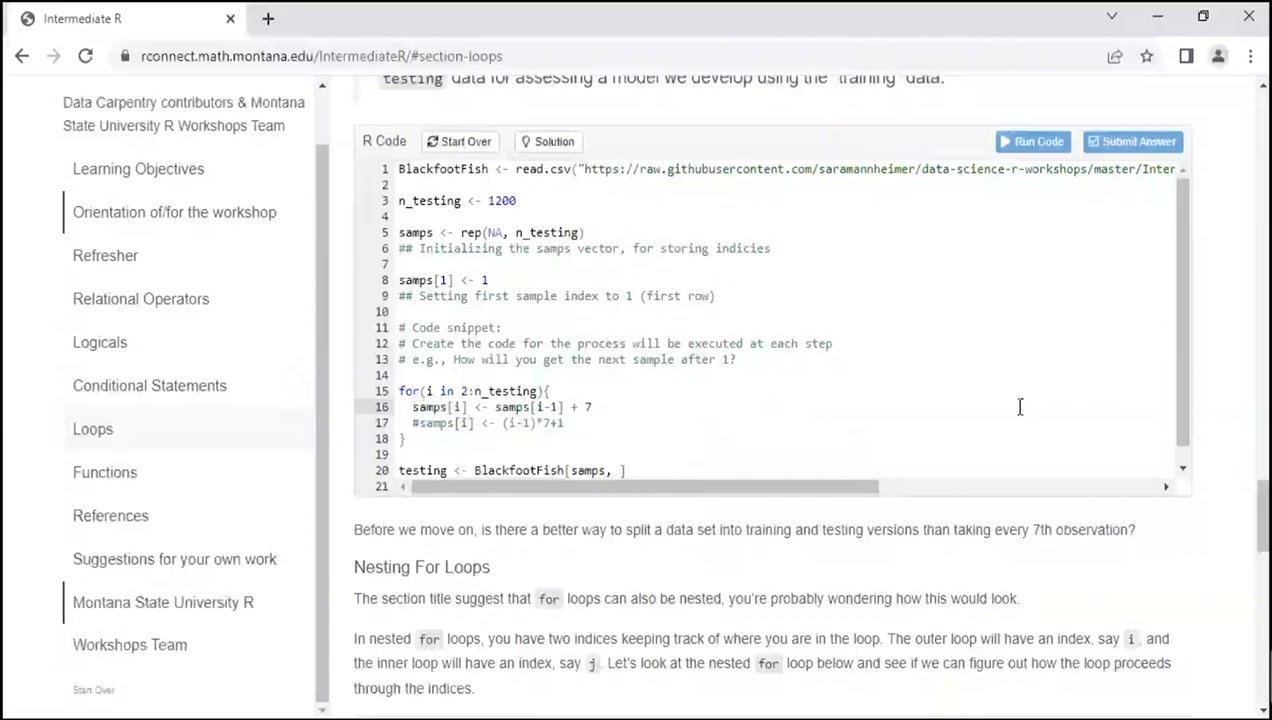 Intermediate R
rconnect.math.montana.edu/IntermediateR/#section-loops
Data Carpentry contributors & Montana
State University R Workshops Team
Learning Objectives
Orientation of/for the workshop
Refresher
Relational Operators
Logicals
Conditional Statements
Loops
Functions
References
Suggestions for your own work
Montana State University R
Workshops Team
Start Over
testing data for assessing a model we develop using the "training" data.
R Code Start Over Solution Run Code Submit Answer
1 BlackfootFish <- read.csv("https://raw.githubusercontent.com/saramannheimer/data-science-r-workshops/master/Inter
2
3 n_testing <- 1200
4
5 samps <- rep(NA, n_testing)
6 ## Initializing the samps vector, for storing indicies
7
8 samps[1] <- 1
9 ## Setting first sample index to 1 (first row)
10
11 # Code snippet:
12 # Create the code for the process will be executed at each step
13 # e.g., How will you get the next sample after 1?
14
15 for(i in 2:n_testing){
16 samps[i] <- samps[i-1] + 7
17 #samps[i] <- (i-1)*7+1
18 }
19
20 testing <- BlackfootFish[samps, ]
21
Before we move on, is there a better way to split a data set into training and testing versions than taking every 7th observation?
Nesting For Loops
The section title suggest that for loops can also be nested, you're probably wondering how this would look.
In nested for loops, you have two indices keeping track of where you are in the loop. The outer loop will have an index, say i, and
the inner loop will have an index, say j. Let's look at the nested for loop below and see if we can figure out how the loop proceeds
through the indices.